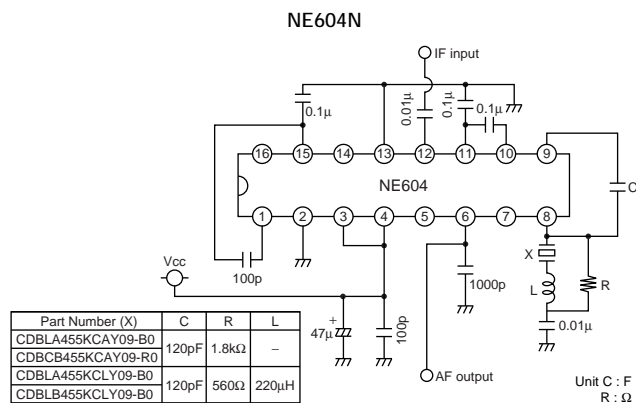 NE604N
IF input
0.1μ
0.01μ
0.1μ
0.1μ
16 15 14 13 12 11 10 9
NE604
C
1 2 3 4 5 6 7 8
100p
Vcc
X
L
R
1000p
+
47μ
100p
0.01μ
AF output
Part Number (X) C R L
CDBLA455KCAY09-B0
CDBCB455KCAY09-R0
120pF 1.8kΩ –
CDBLA455KCLY09-B0
CDBLB455KCLY09-B0
120pF 560Ω 220μH
Unit C : F
R : Ω